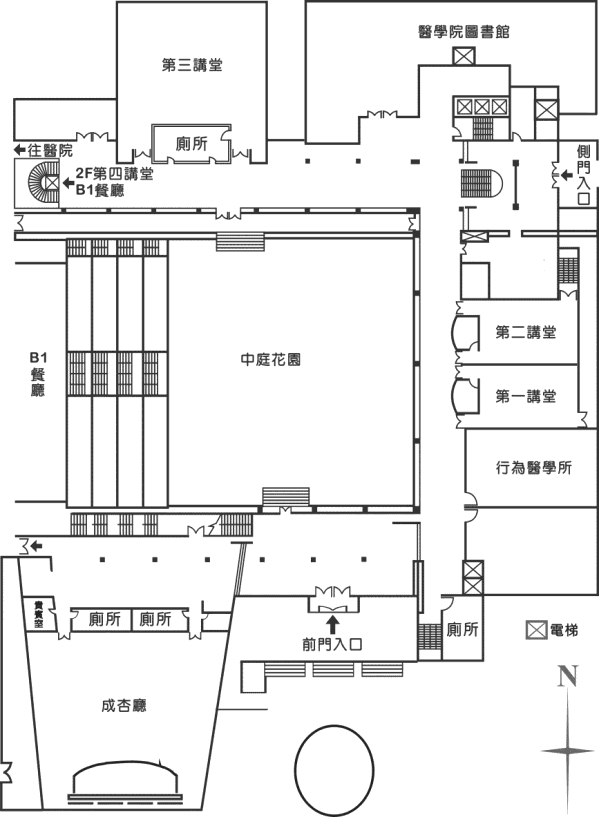 醫學院圖書館
第三講堂
廁所
往醫院
側門入口
2F第四講堂
B1餐廳
第二講堂
中庭花園
B1
餐廳
第一講堂
行為醫學所
貴賓室
廁所
廁所
廁所
電梯
前門入口
N
成杏廳